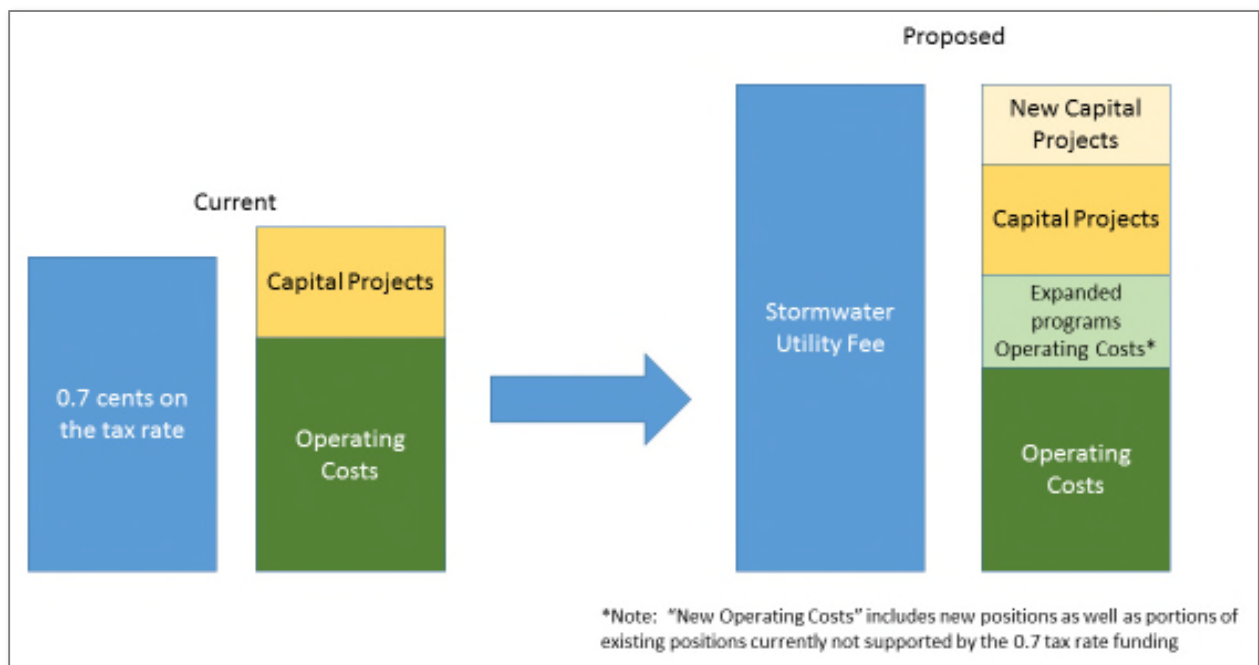 Current
0.7 cents on
the tax rate
Capital Projects
Operating
Costs
Proposed
Stormwater
Utility Fee
New Capital
Projects
Capital Projects
Expanded
programs
Operating Costs*
Operating
Costs
*Note:  "New Operating Costs" includes new positions as well as portions of
existing positions currently not supported by the 0.7 tax rate funding